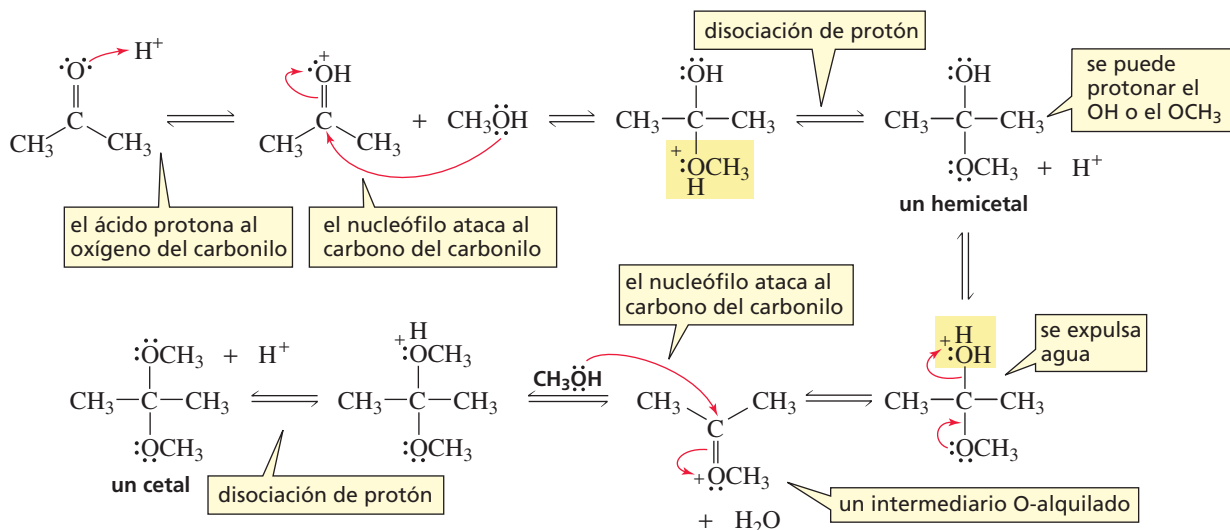 disociación de protón
O
H⁺
C
CH₃ CH₃
⁺OH
C
CH₃ CH₃
+ CH₃OH
OH
CH₃—C—CH₃
⁺OCH₃
H
OH
CH₃—C—CH₃
OCH₃ + H⁺
un hemicetal
se puede
protonar el
OH o el OCH₃
el ácido protona al
oxígeno del carbonilo
el nucleófilo ataca al
carbono del carbonilo
el nucleófilo ataca al
carbono del carbonilo
H
⁺OH
CH₃—C—CH₃
OCH₃
se expulsa
agua
CH₃ CH₃
C
⁺OCH₃
+ H₂O
un intermediario O-alquilado
CH₃OH
H
⁺OCH₃
CH₃—C—CH₃
OCH₃
disociación de protón
OCH₃ + H⁺
CH₃—C—CH₃
OCH₃
un cetal